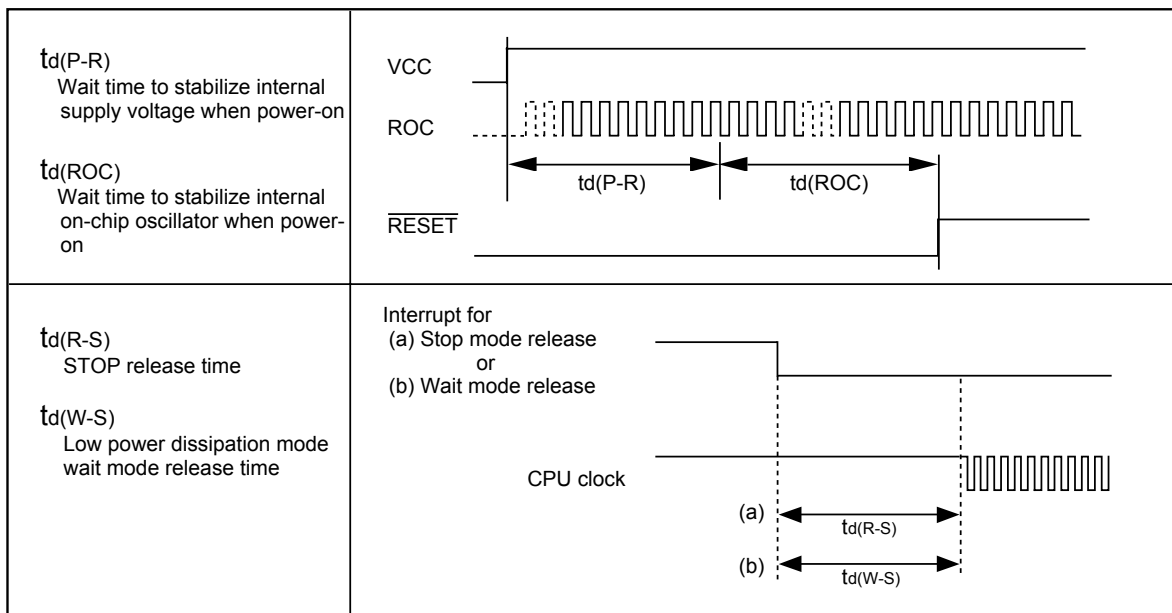 td(P-R)
Wait time to stabilize internal
supply voltage when power-on
td(ROC)
Wait time to stabilize internal
on-chip oscillator when power-
on
VCC
ROC
td(P-R)
td(ROC)
RESET
td(R-S)
STOP release time
td(W-S)
Low power dissipation mode
wait mode release time
Interrupt for
(a) Stop mode release
or
(b) Wait mode release
CPU clock
(a)
td(R-S)
(b)
td(W-S)